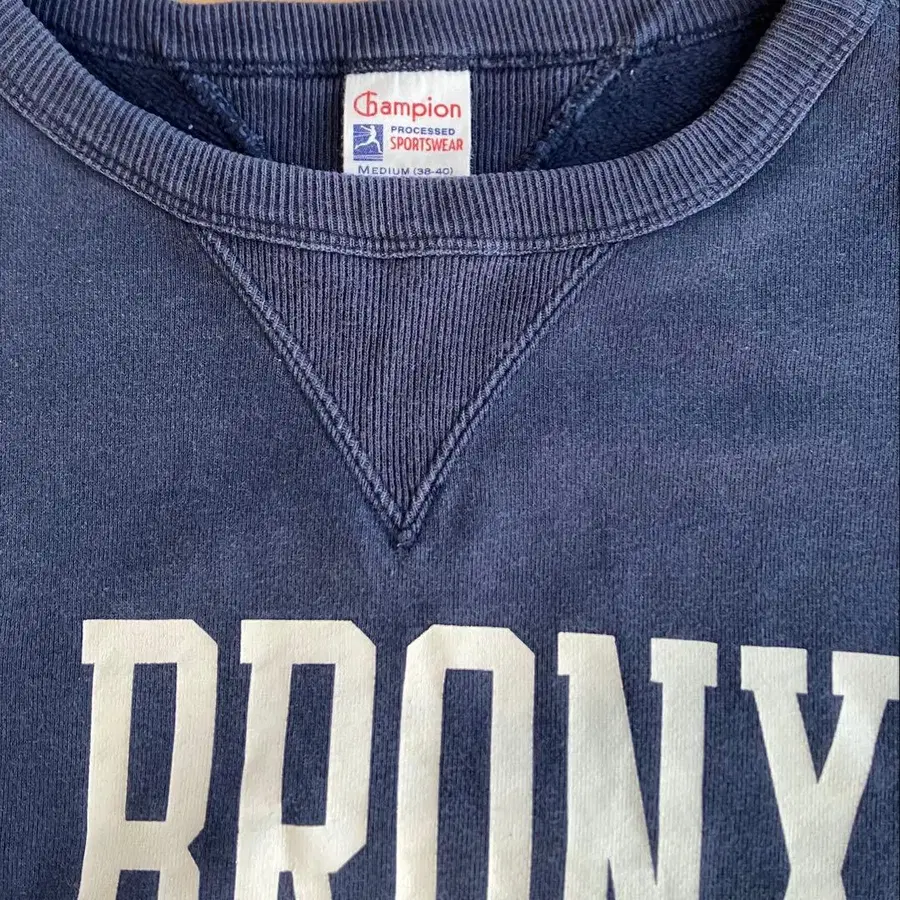 Champion
PROCESSED
SPORTSWEAR
MEDIUM (38-40)
BRONX